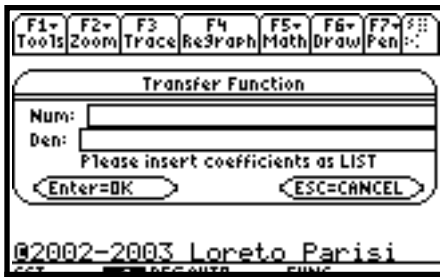 F1 F2 F3 F4 F5 F6 F7
Tools Zoom Trace ReGraph Math Draw Pen
Transfer Function
Num:
Den:
Please insert coefficients as LIST
Enter=OK ESC=CANCEL
@2002-2003 Loreto Parisi